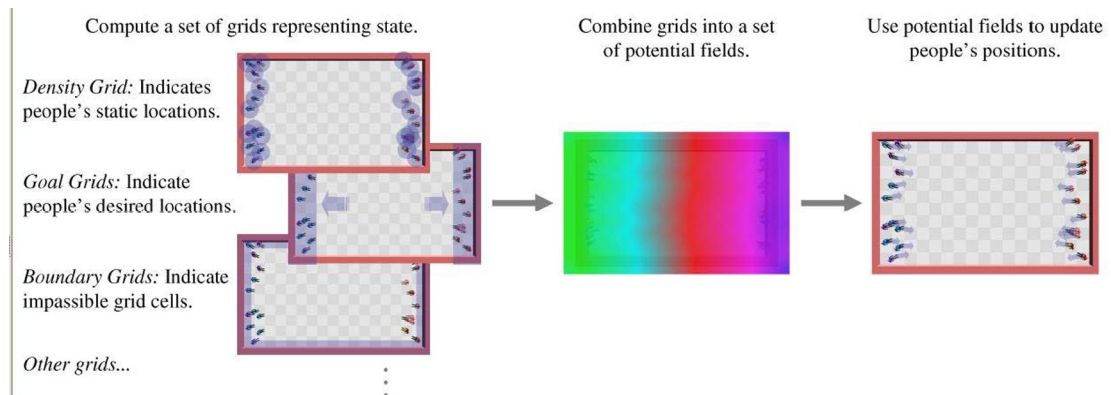 Compute a set of grids representing state.
Combine grids into a set
of potential fields.
Use potential fields to update
people's positions.
Density Grid: Indicates
people's static locations.
Goal Grids: Indicate
people's desired locations.
Boundary Grids: Indicate
impassible grid cells.
Other grids...